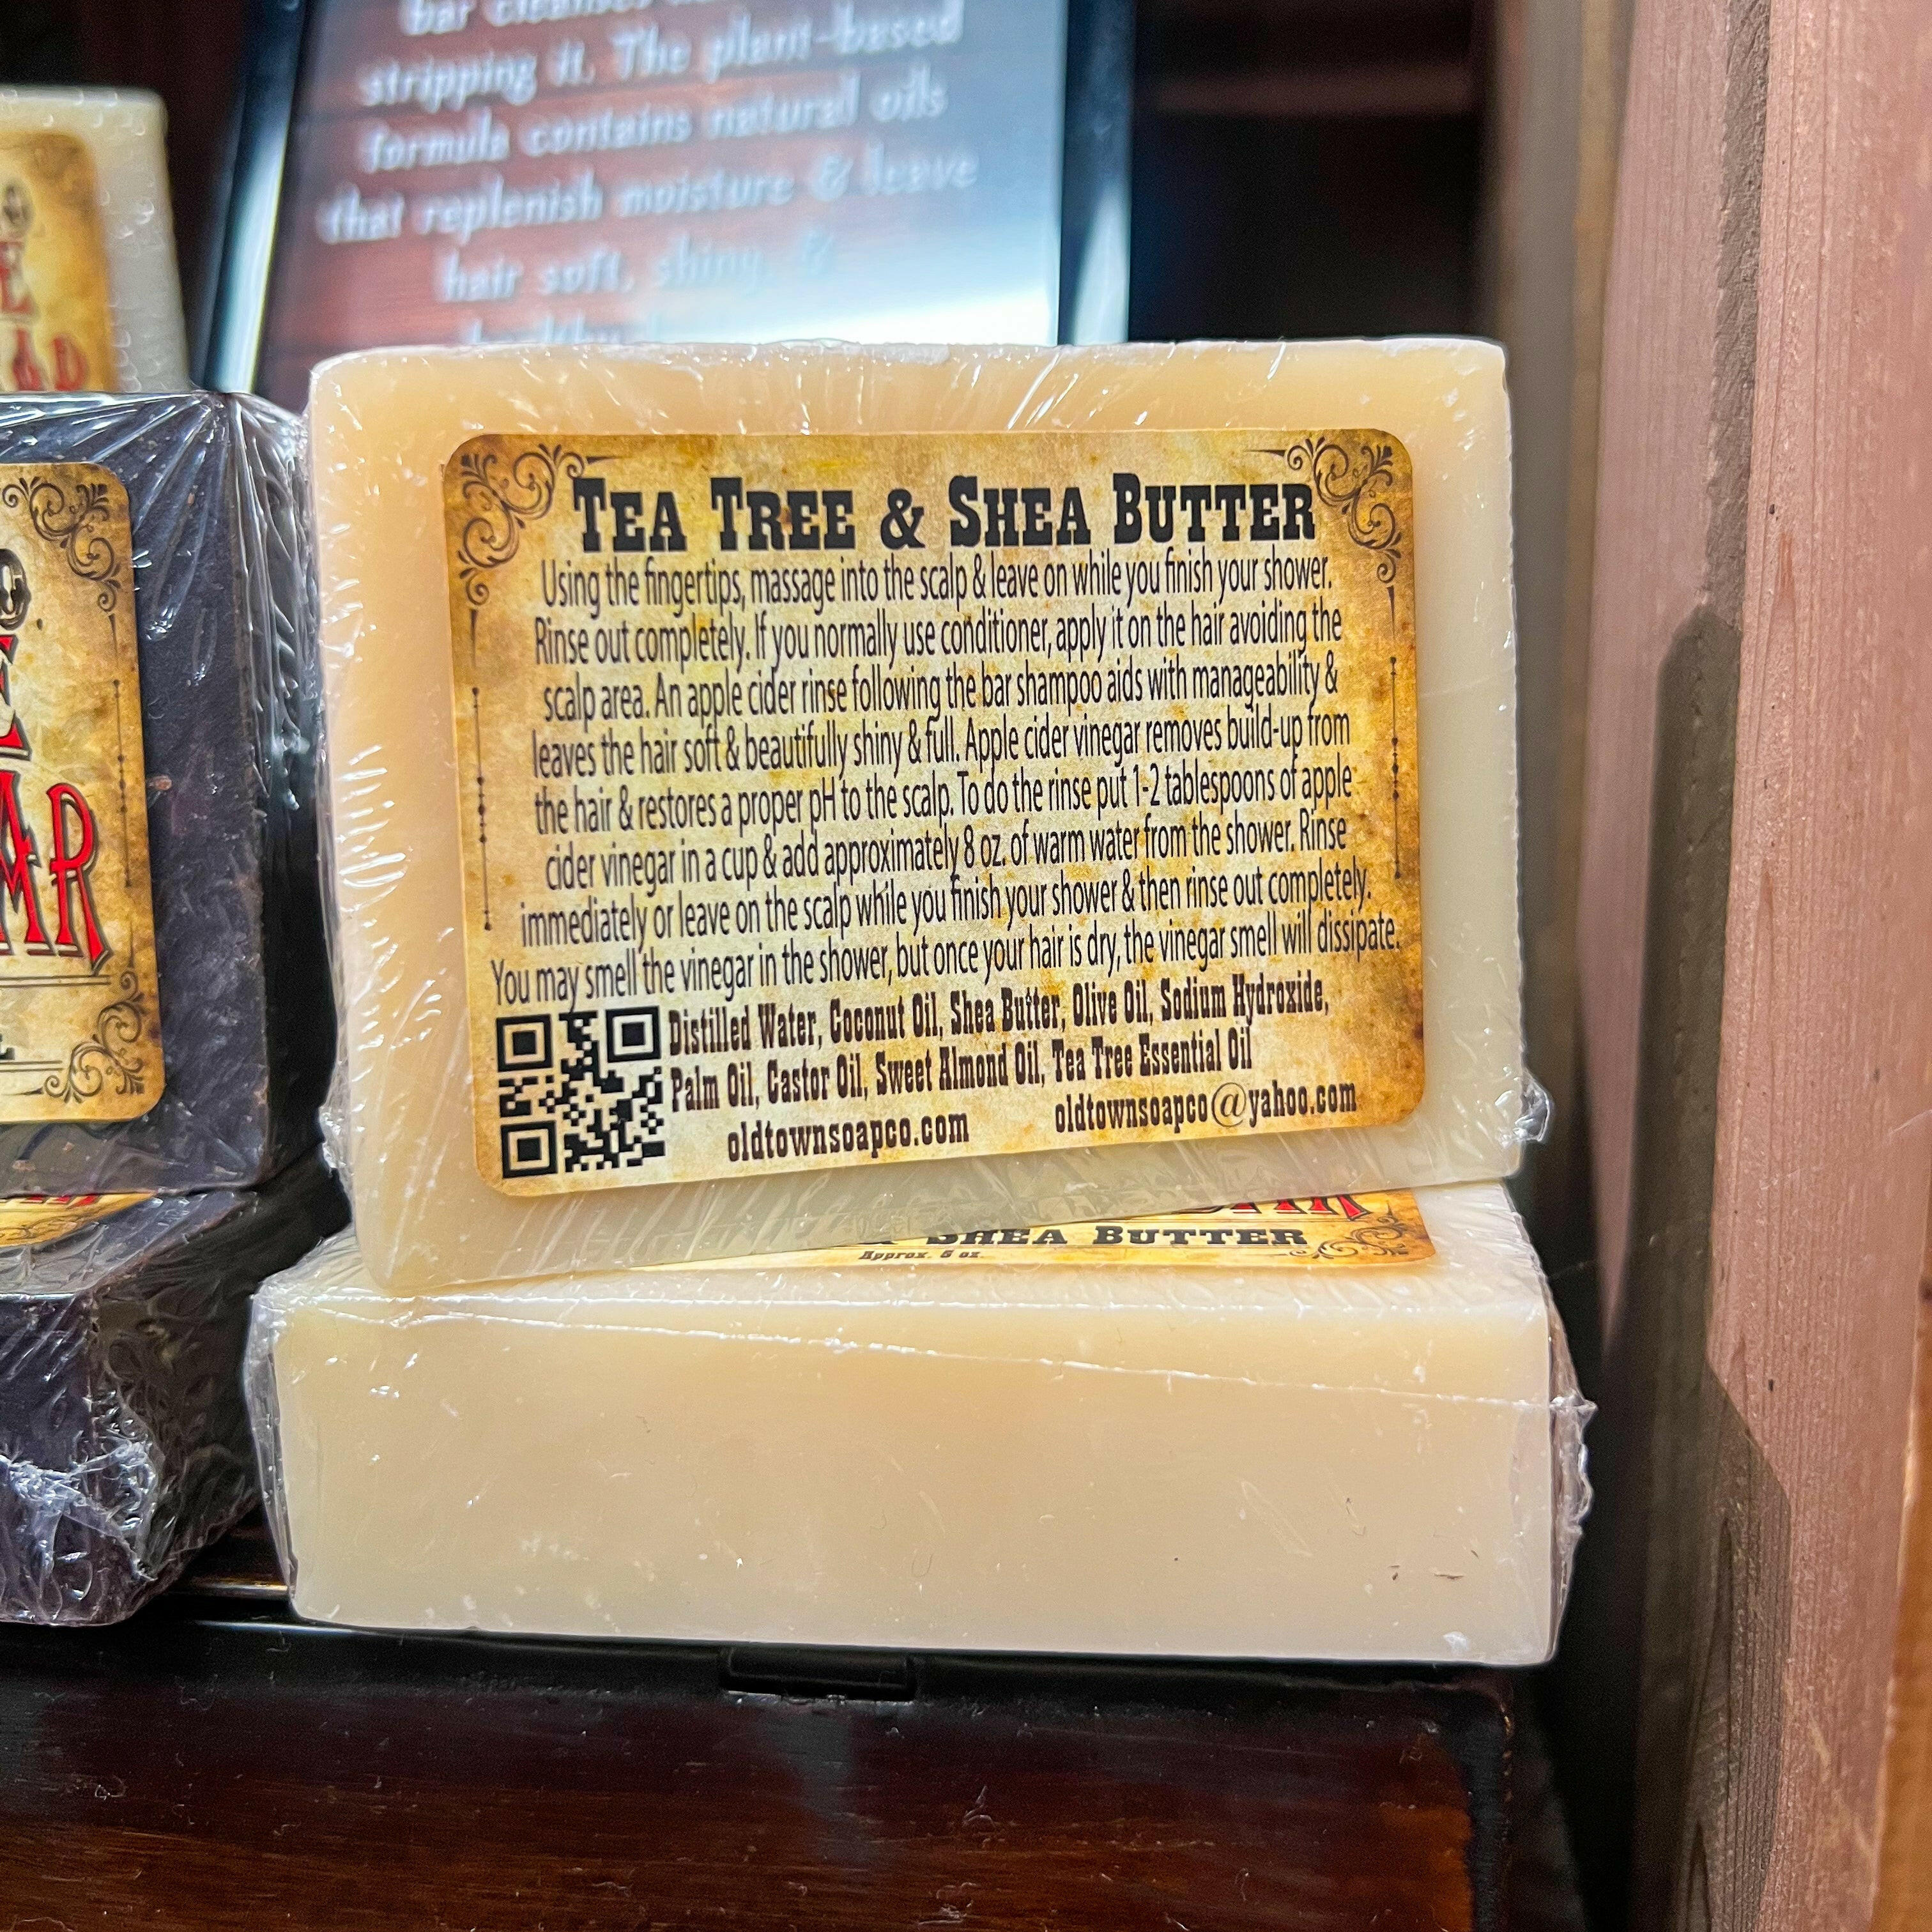 bar
stripping it. The plant-based
formula contains natural oils
that replenish moisture & leave
hair soft, shiny, &
TEA TREE & SHEA BUTTER
Using the fingertips, massage into the scalp & leave on while you finish your shower.
Rinse out completely. If you normally use conditioner, apply it on the hair avoiding the
scalp area. An apple cider rinse following the bar shampoo aids with manageability &
leaves the hair soft & beautifully shiny & full. Apple cider vinegar removes build-up from
the hair & restores a proper pH to the scalp. To do the rinse put 1-2 tablespoons of apple
cider vinegar in a cup & add approximately 8 oz. of warm water from the shower. Rinse
immediately or leave on the scalp while you finish your shower & then rinse out completely.
You may smell the vinegar in the shower, but once your hair is dry, the vinegar smell will dissipate.
Distilled Water, Coconut Oil, Shea Butter, Olive Oil, Sodium Hydroxide,
Palm Oil, Castor Oil, Sweet Almond Oil, Tea Tree Essential Oil
oldtownsoapco.com oldtownsoapco@yahoo.com
& SHEA BUTTER
Approx. 5 oz.